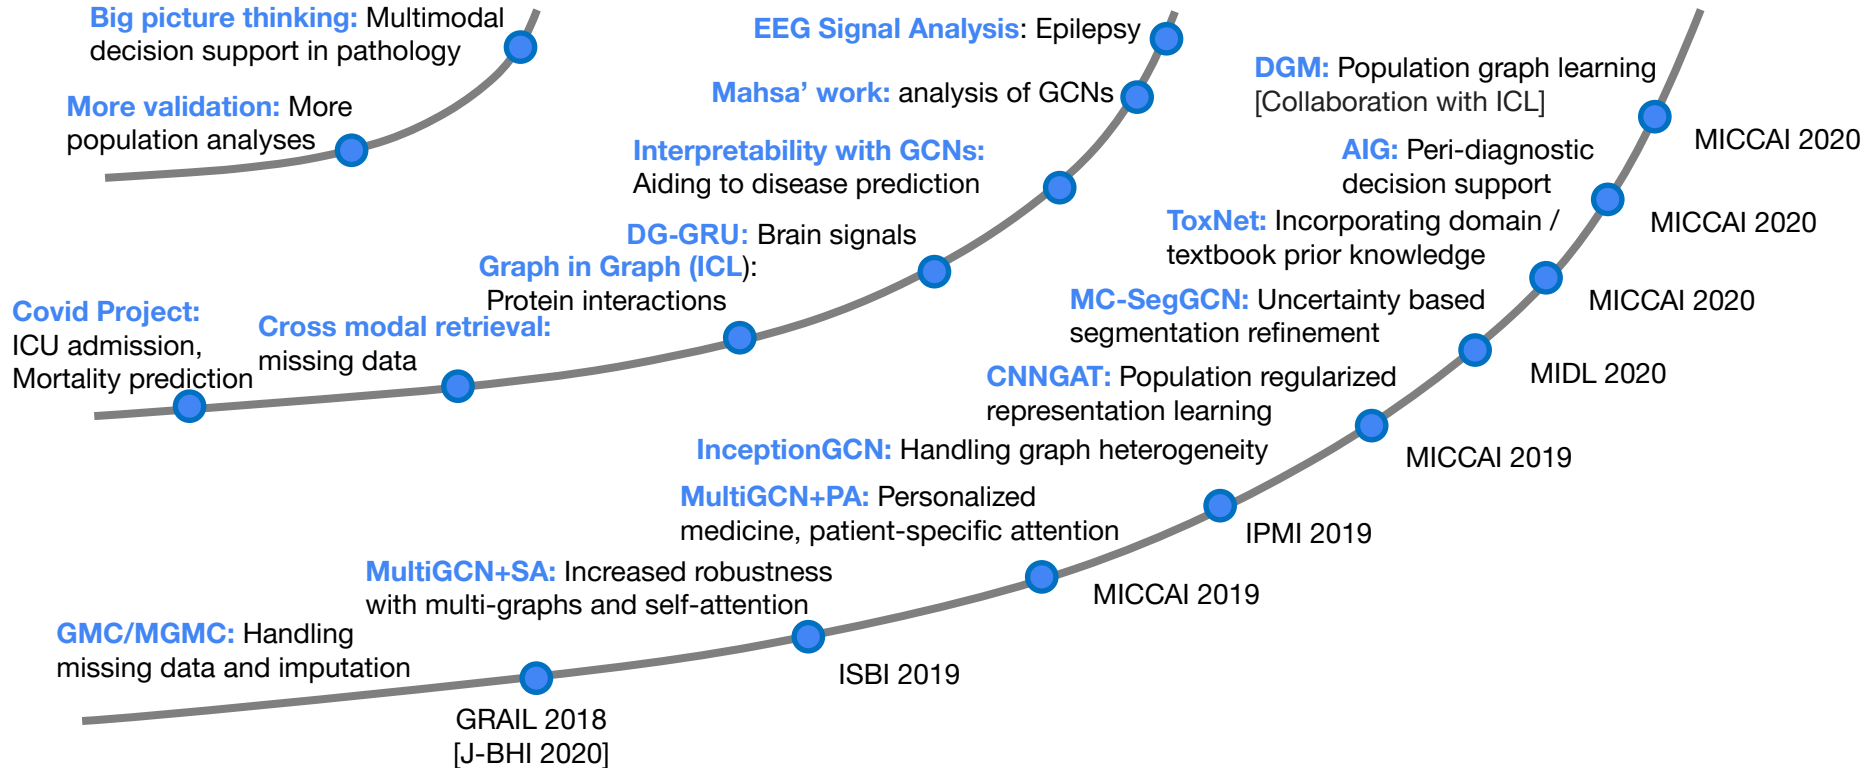 Big picture thinking: Multimodal
decision support in pathology
More validation: More
population analyses
EEG Signal Analysis: Epilepsy
Mahsa' work: analysis of GCNs
Interpretability with GCNs:
Aiding to disease prediction
DG-GRU: Brain signals
Graph in Graph (ICL):
Protein interactions
Cross modal retrieval:
missing data
Covid Project:
ICU admission,
Mortality prediction
DGM: Population graph learning
[Collaboration with ICL]
MICCAI 2020
AIG: Peri-diagnostic
decision support
MICCAI 2020
ToxNet: Incorporating domain /
textbook prior knowledge
MICCAI 2020
MC-SegGCN: Uncertainty based
segmentation refinement
MIDL 2020
CNNGAT: Population regularized
representation learning
MICCAI 2019
InceptionGCN: Handling graph heterogeneity
IPMI 2019
MultiGCN+PA: Personalized
medicine, patient-specific attention
MICCAI 2019
MultiGCN+SA: Increased robustness
with multi-graphs and self-attention
ISBI 2019
GMC/MGMC: Handling
missing data and imputation
GRAIL 2018
[J-BHI 2020]